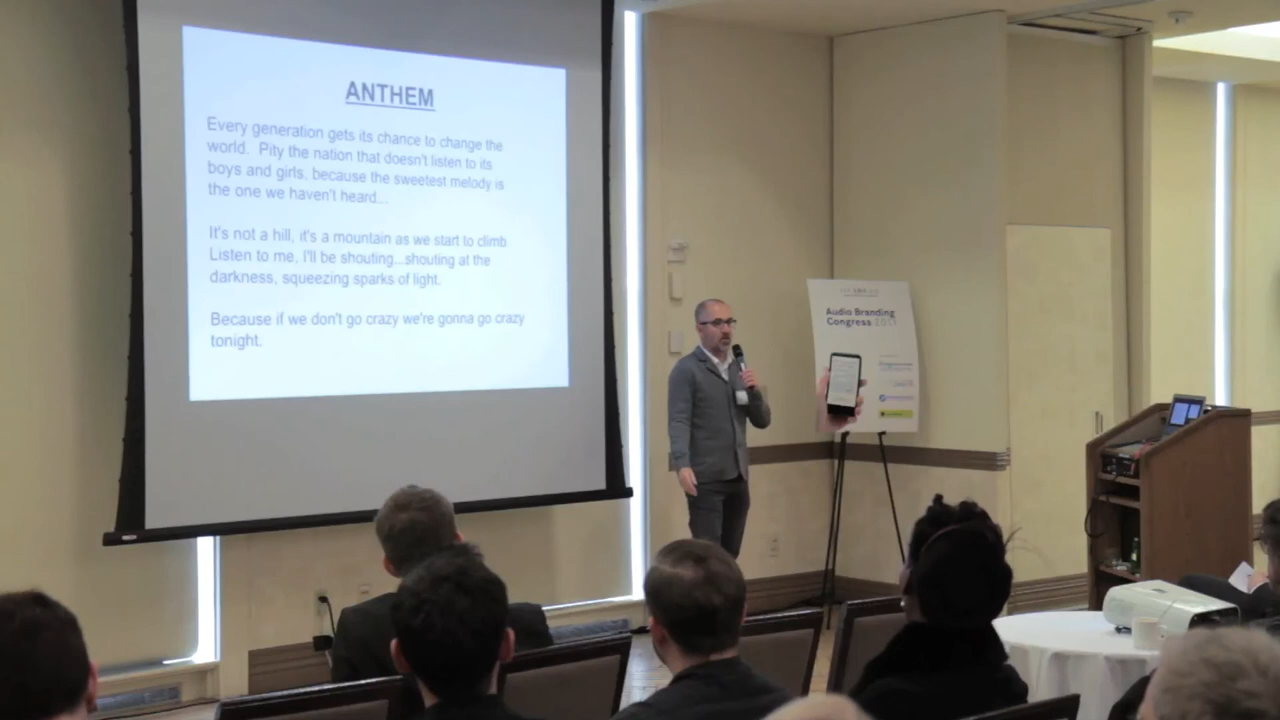 ANTHEM
Every generation gets its chance to change the
world.  Pity the nation that doesn't listen to its
boys and girls, because the sweetest melody is
the one we haven't heard...
It's not a hill, it's a mountain as we start to climb
Listen to me, I'll be shouting...shouting at the
darkness, squeezing sparks of light.
Because if we don't go crazy we're gonna go crazy
tonight.
Audio Branding
Congress 2011